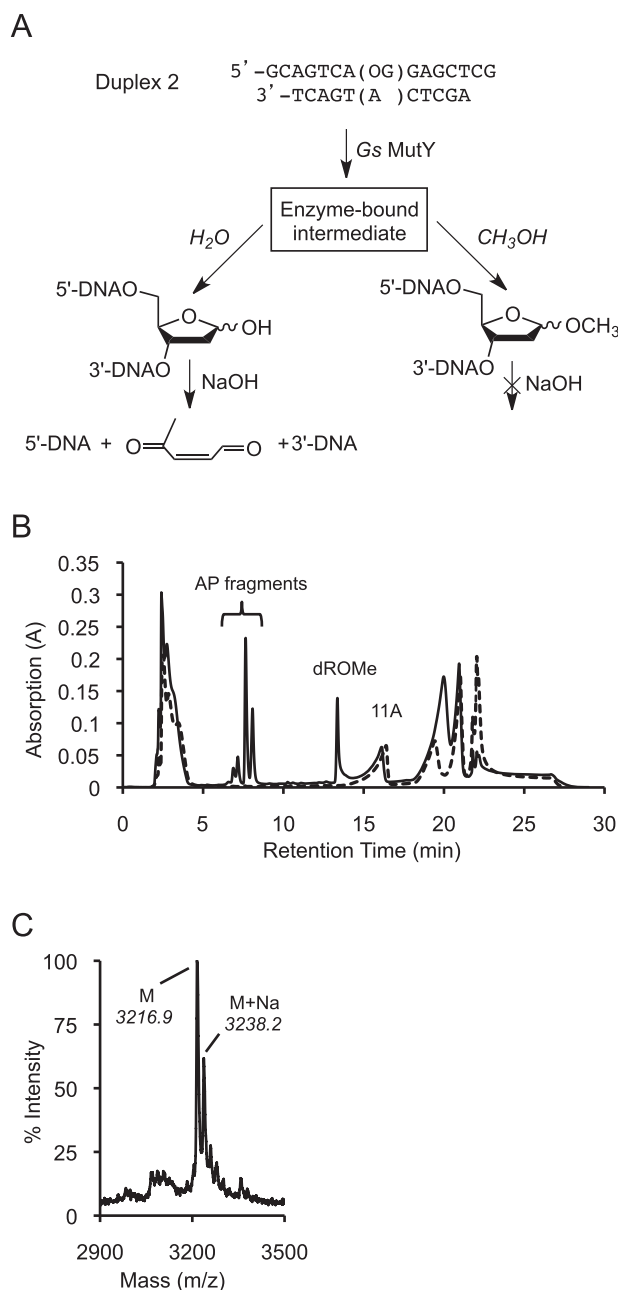 A
Duplex 2
5'-GCAGTCA(OG)GAGCTCG
3'-TCAGT(A )CTCGA
Gs MutY
Enzyme-bound
intermediate
H2O
CH3OH
5'-DNAO
O
OH
3'-DNAO
NaOH
5'-DNAO
O
OCH3
3'-DNAO
NaOH
5'-DNA + O O +3'-DNA
B
Absorption (A)
0.35
0.3
0.25
0.2
0.15
0.1
0.05
0
AP fragments
dROMe
11A
0 5 10 15 20 25 30
Retention Time (min)
C
% Intensity
100
75
50
25
0
M
3216.9
M+Na
3238.2
2900 3200 3500
Mass (m/z)